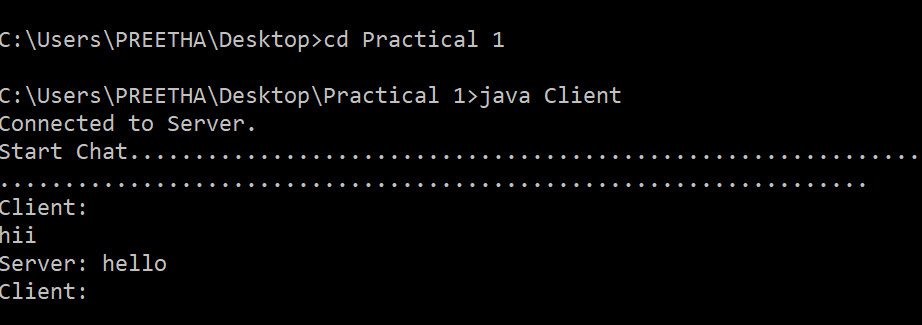 C:\Users\PREETHA\Desktop>cd Practical 1
C:\Users\PREETHA\Desktop\Practical 1>java Client
Connected to Server.
Start Chat..............................................................
....................................................................
Client:
hii
Server: hello
Client: